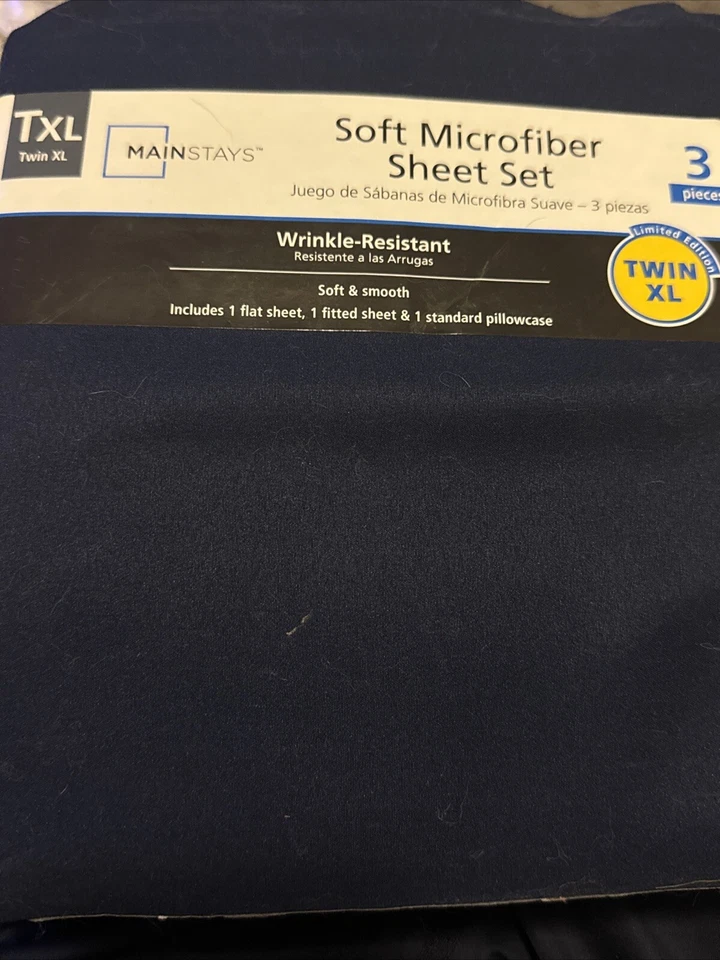 TXL
Twin XL
MAINSTAYS™
Soft Microfiber
Sheet Set
Juego de Sábanas de Microfibra Suave – 3 piezas
3
pieces
Wrinkle-Resistant
Resistente a las Arrugas
Soft & smooth
Includes 1 flat sheet, 1 fitted sheet & 1 standard pillowcase
Limited Edition
TWIN
XL